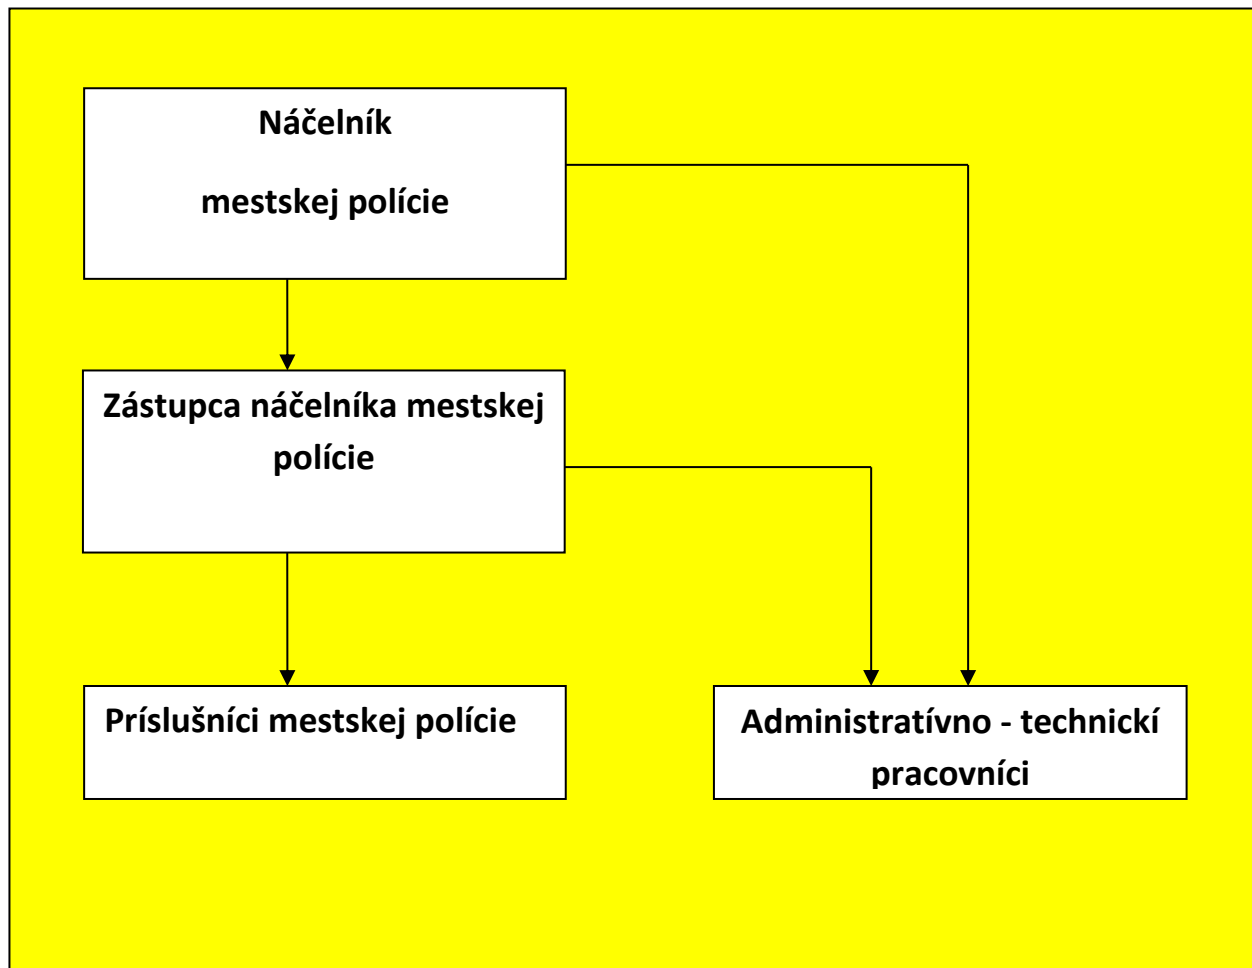 Náčelník
mestskej polície
Zástupca náčelníka mestskej
polície
Príslušníci mestskej polície
Administratívno - technickí
pracovníci